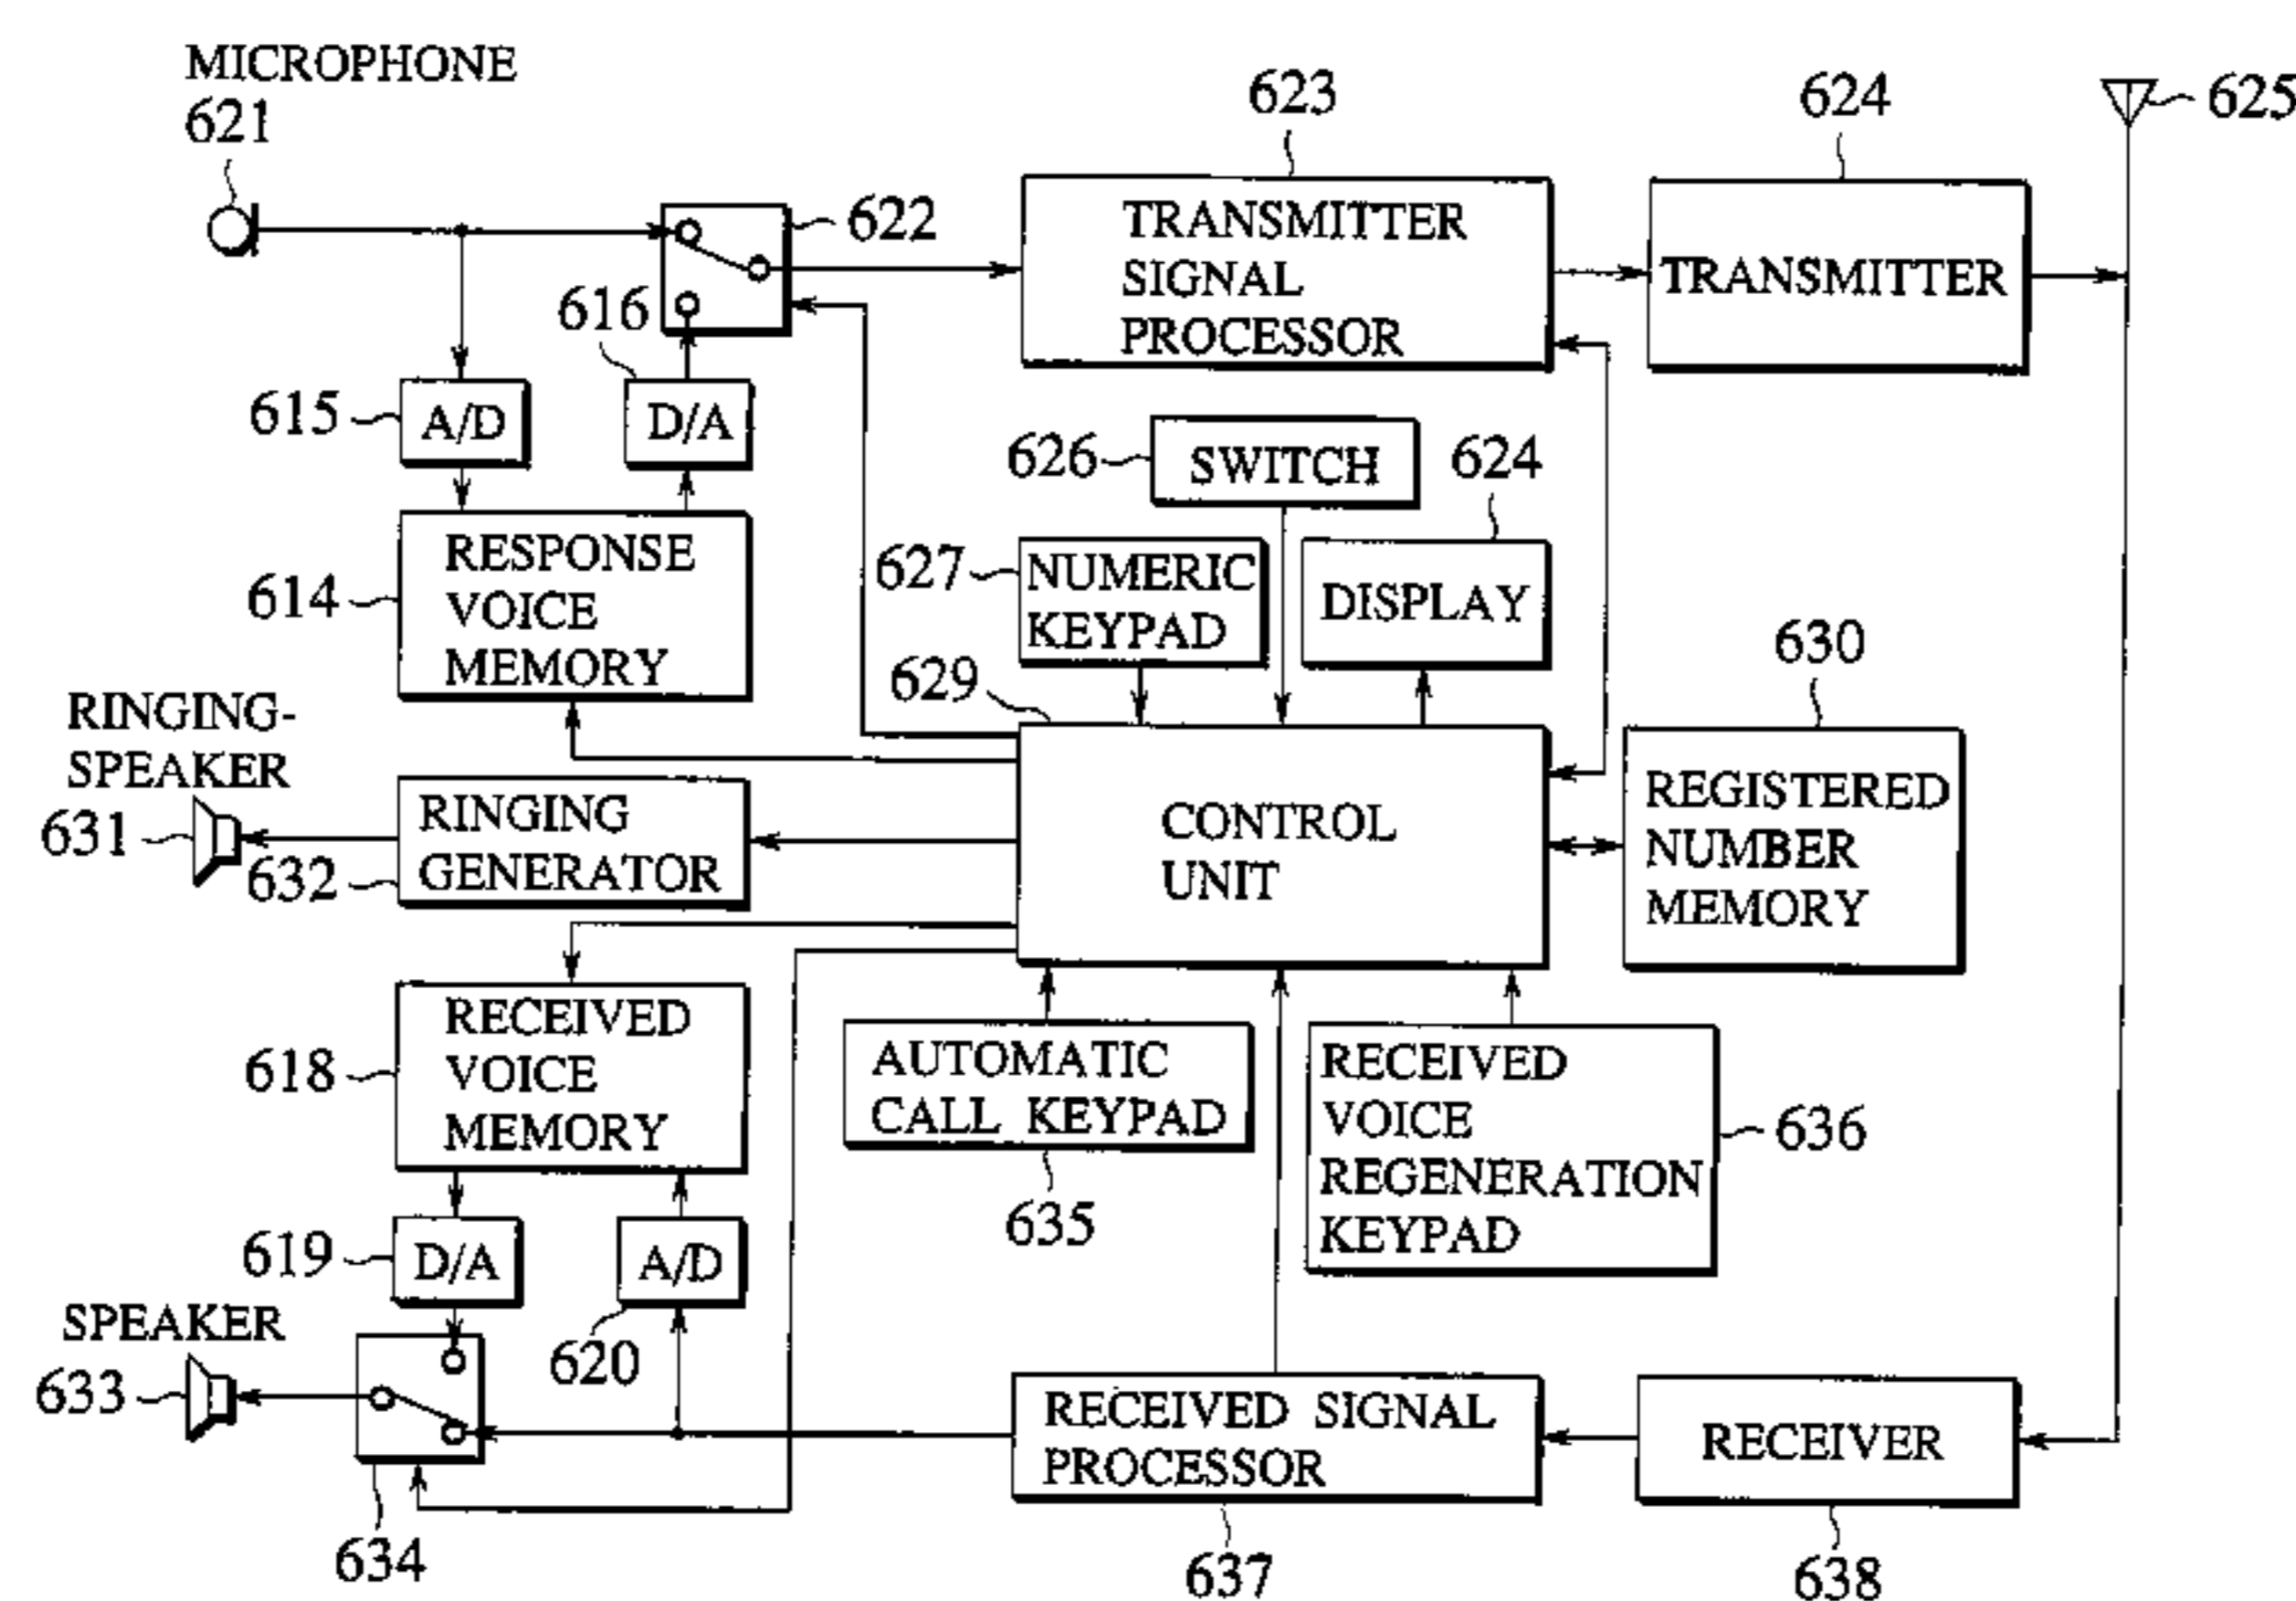 MICROPHONE
621
623
624
625
622
TRANSMITTER
SIGNAL
PROCESSOR
TRANSMITTER
616
615
A/D
D/A
626
SWITCH
624
614
RESPONSE
VOICE
MEMORY
627
NUMERIC
KEYPAD
DISPLAY
629
630
RINGING-
SPEAKER
631
632
RINGING
GENERATOR
CONTROL
UNIT
REGISTERED
NUMBER
MEMORY
618
RECEIVED
VOICE
MEMORY
AUTOMATIC
CALL KEYPAD
635
RECEIVED
VOICE
REGENERATION
KEYPAD
636
619
D/A
A/D
620
SPEAKER
633
634
RECEIVED SIGNAL
PROCESSOR
637
RECEIVER
638